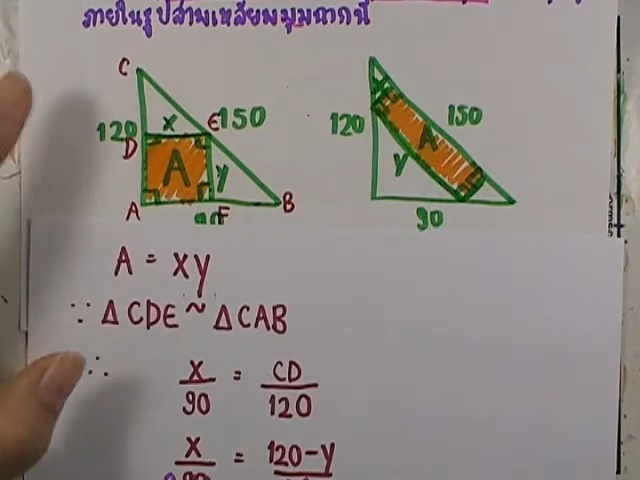 ภายในรูปสามเหลี่ยมมุมฉากนี้
C
120 x E 150
D
A y
A F B
120 A 150
y
90
A = xy
∵ ΔCDE ~ ΔCAB
∴ x/90 = CD/120
x/90 = 120-y